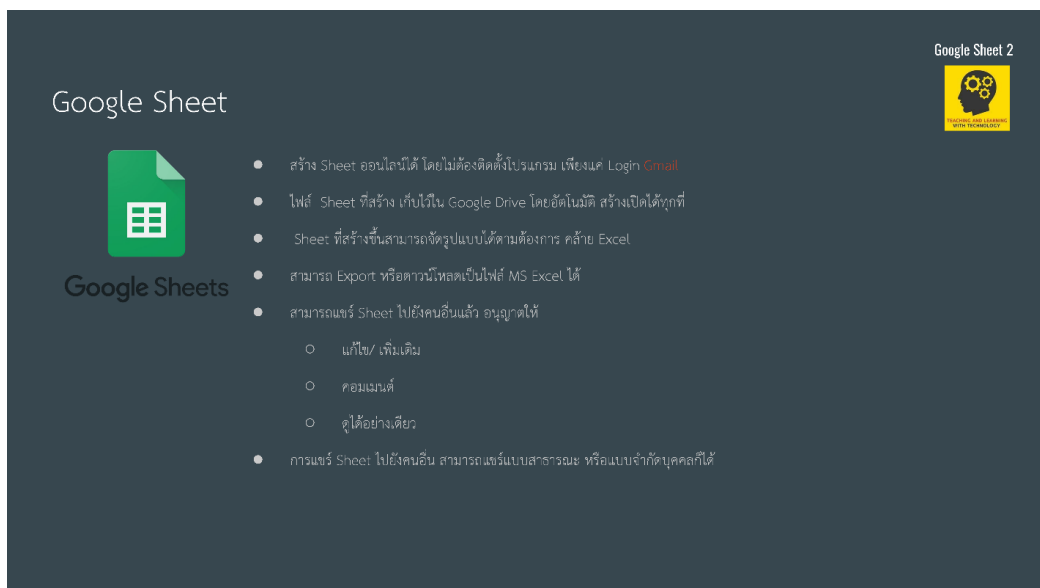 Google Sheet 2
TEACHING AND LEARNING
WITH TECHNOLOGY
Google Sheet
Google Sheets
สร้าง Sheet ออนไลน์ได้ โดยไม่ต้องติดตั้งโปรแกรม เพียงแค่ Login Gmail
ไฟล์ Sheet ที่สร้าง เก็บไว้ใน Google Drive โดยอัตโนมัติ สร้างเปิดได้ทุกที่
Sheet ที่สร้างขึ้นสามารถจัดรูปแบบได้ตามต้องการ คล้าย Excel
สามารถ Export หรือดาวน์โหลดเป็นไฟล์ MS Excel ได้
สามารถแชร์ Sheet ไปยังคนอื่นแล้ว อนุญาตให้
แก้ไข/ เพิ่มเติม
คอมเมนต์
ดูได้อย่างเดียว
การแชร์ Sheet ไปยังคนอื่น สามารถแชร์แบบสาธารณะ หรือแบบจำกัดบุคคลก็ได้